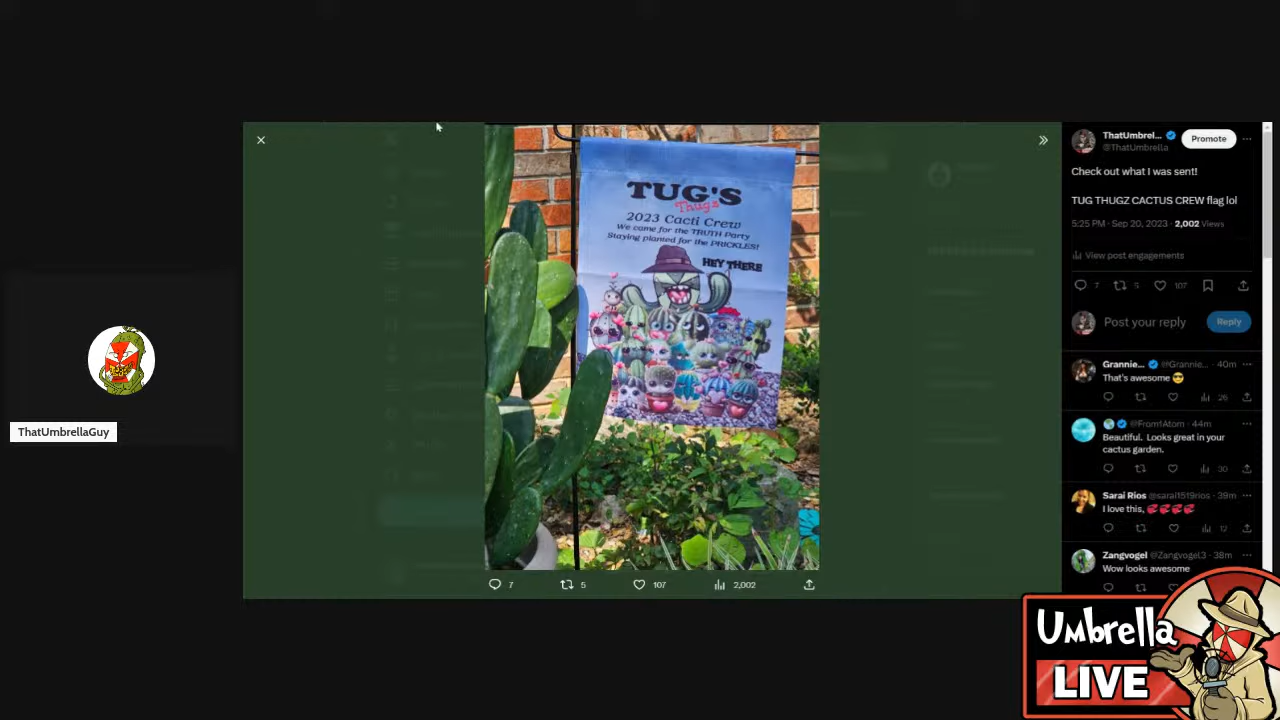 TUG'S
Thugz
2023 Cacti Crew
We came for the TRUTH Party
Staying planted for the PRICKLES!
HEY THERE
7
5
107
2,002
ThatUmbrel...
Promote
@ThatUmbrella
Check out what I was sent!
TUG THUGZ CACTUS CREW flag lol
5:25 PM · Sep 20, 2023 · 2,002 Views
View post engagements
7
5
107
Post your reply
Reply
Grannie... @Grannie... · 40m
That's awesome 😎
26
@From1Atom · 44m
Beautiful. Looks great in your
cactus garden.
30
Sarai Rios @sarai1519rios · 39m
I love this, 💞💞💞💞
12
Zangvogel @Zangvogel3 · 38m
Wow looks awesome
ThatUmbrellaGuy
Umbrella
LIVE